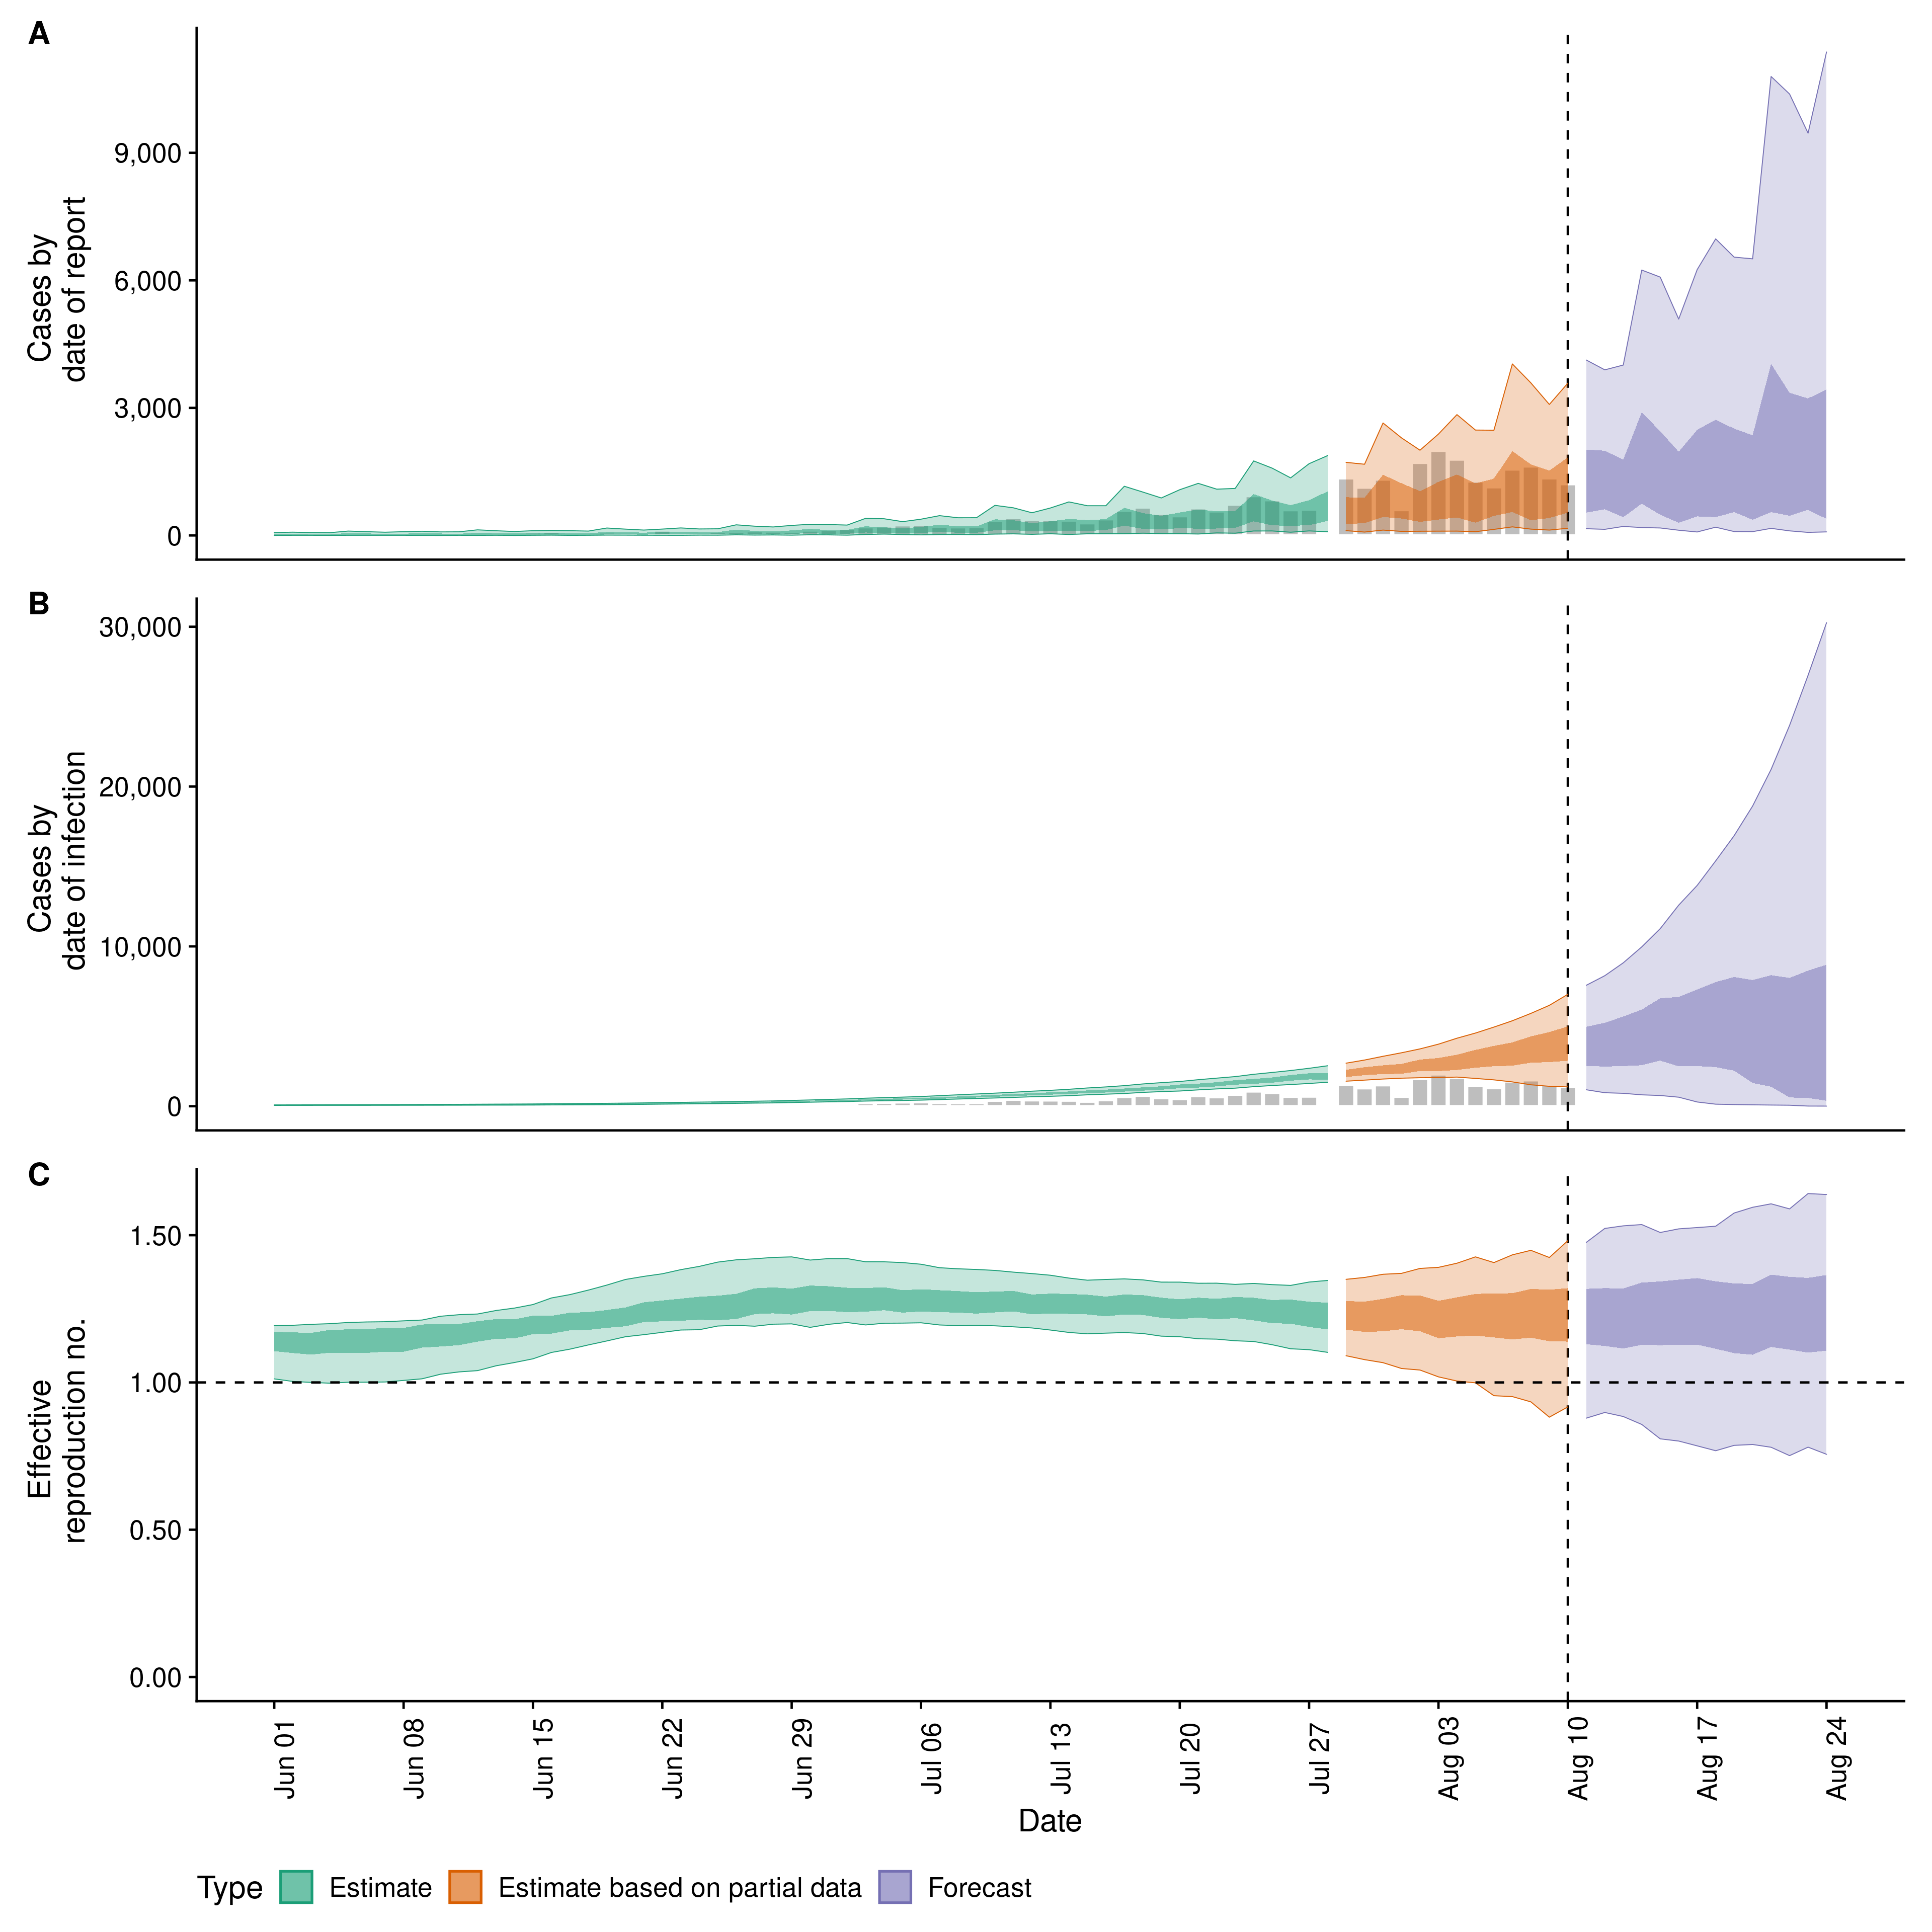 A
Cases by
date of report
9,000
6,000
3,000
0
B
Cases by
date of infection
30,000
20,000
10,000
0
C
Effective
reproduction no.
1.50
1.00
0.50
0.00
Jun 01
Jun 08
Jun 15
Jun 22
Jun 29
Jul 06
Jul 13
Jul 20
Jul 27
Aug 03
Aug 10
Aug 17
Aug 24
Date
Type Estimate Estimate based on partial data Forecast